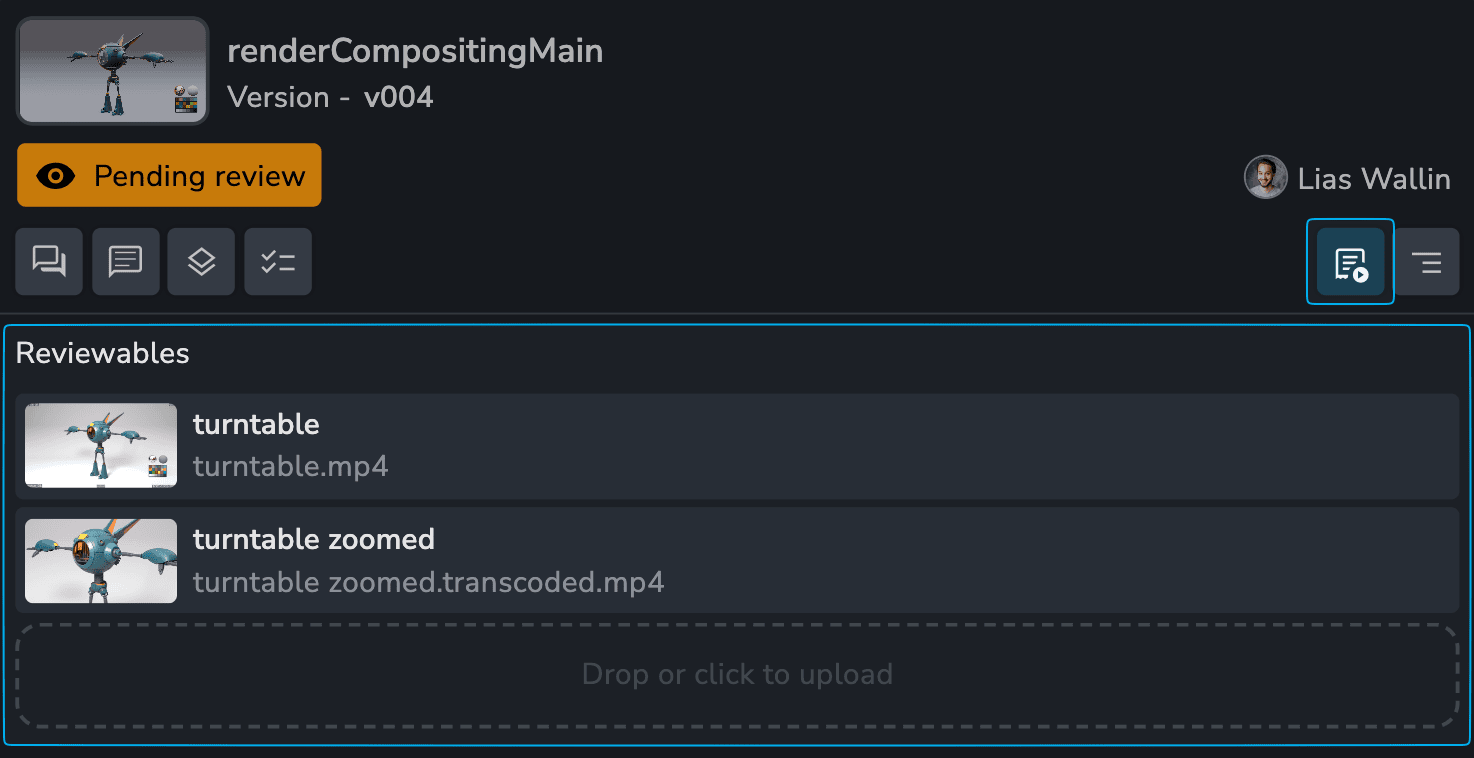 renderCompositingMain
Version - v004
Pending review
Lias Wallin
Reviewables
turntable
turntable.mp4
turntable zoomed
turntable zoomed.transcoded.mp4
Drop or click to upload